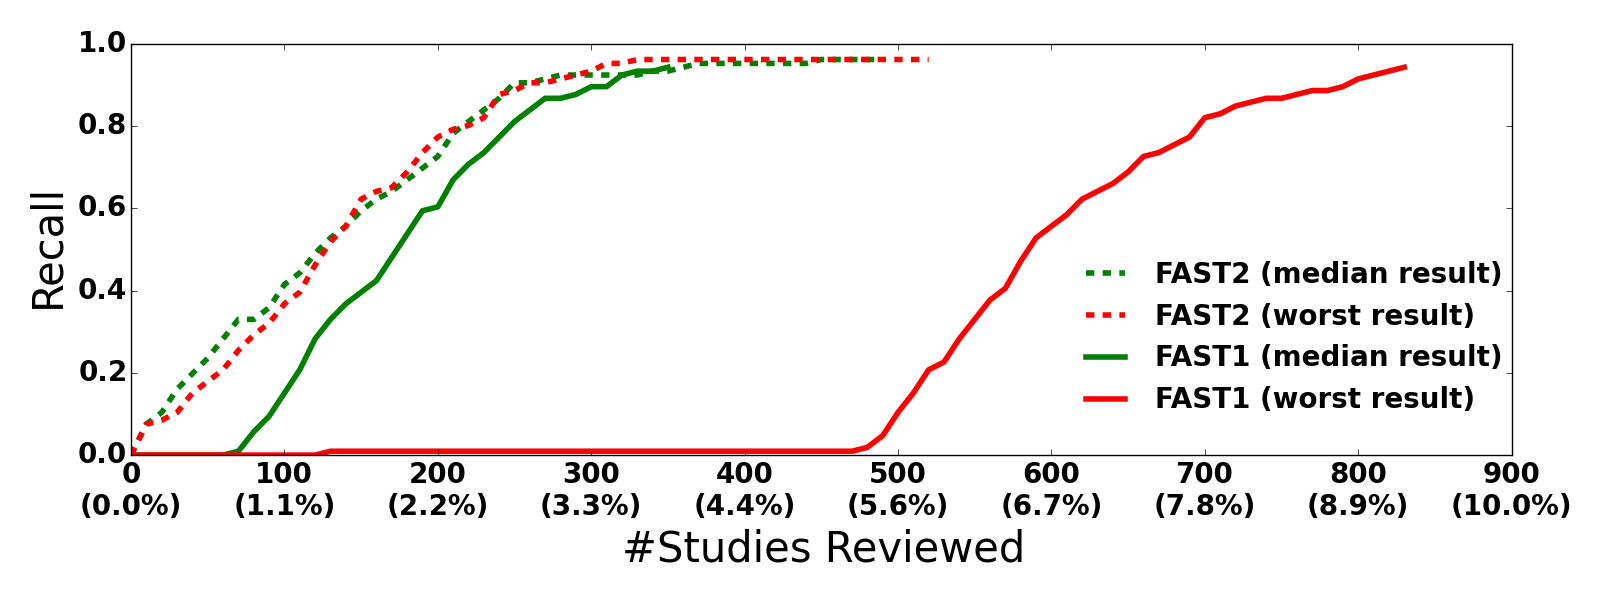 1.0
0.8
0.6
0.4
0.2
0.0
Recall
FAST2 (median result)
FAST2 (worst result)
FAST1 (median result)
FAST1 (worst result)
0 100 200 300 400 500 600 700 800 900
(0.0%) (1.1%) (2.2%) (3.3%) (4.4%) (5.6%) (6.7%) (7.8%) (8.9%) (10.0%)
#Studies Reviewed